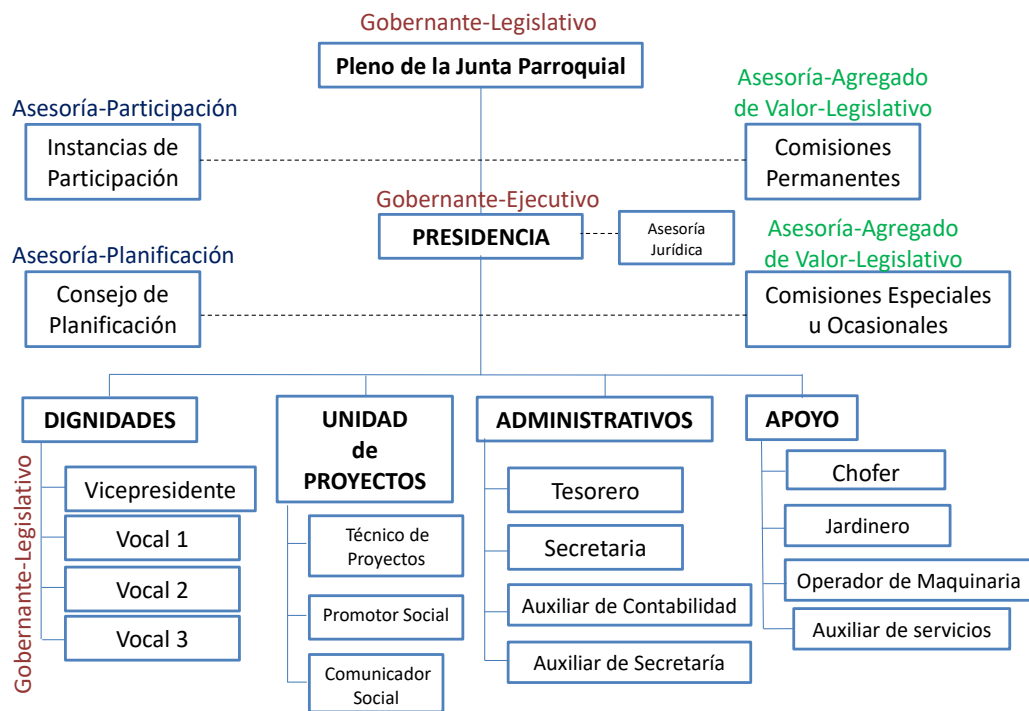 Gobernante-Legislativo
Pleno de la Junta Parroquial
Asesoría-Participación
Instancias de
Participación
Asesoría-Agregado
de Valor-Legislativo
Comisiones
Permanentes
Gobernante-Ejecutivo
PRESIDENCIA
Asesoría
Jurídica
Asesoría-Planificación
Consejo de
Planificación
Asesoría-Agregado
de Valor-Legislativo
Comisiones Especiales
u Ocasionales
DIGNIDADES
Gobernante-Legislativo
Vicepresidente
Vocal 1
Vocal 2
Vocal 3
UNIDAD
de
PROYECTOS
Técnico de
Proyectos
Promotor Social
Comunicador
Social
ADMINISTRATIVOS
Tesorero
Secretaria
Auxiliar de Contabilidad
Auxiliar de Secretaría
APOYO
Chofer
Jardinero
Operador de Maquinaria
Auxiliar de servicios